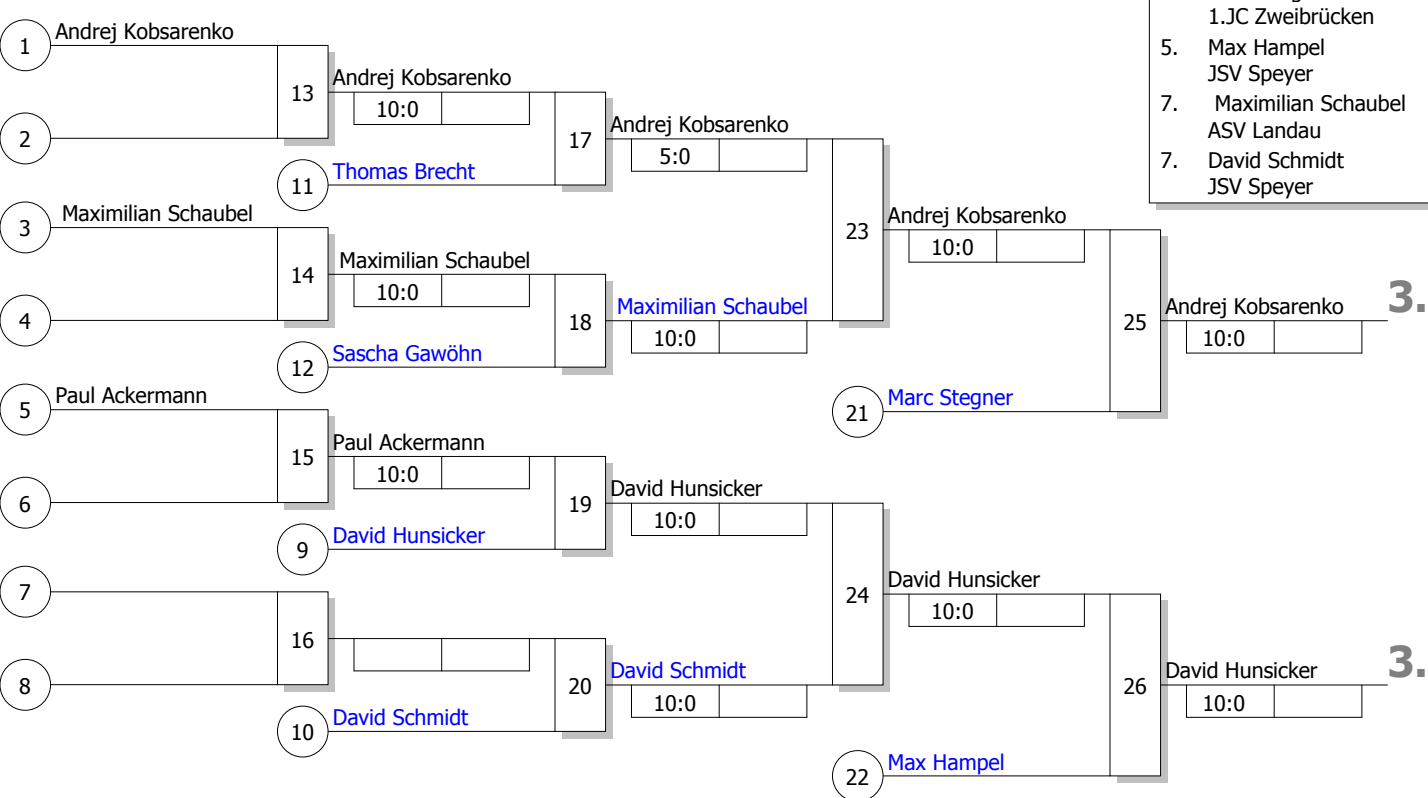 1.JC Zweibrücken
5. Max Hampel
JSV Speyer
7. Maximilian Schaubel
ASV Landau
7. David Schmidt
JSV Speyer
1 Andrej Kobsarenko
13 Andrej Kobsarenko
10:0
2
17 Andrej Kobsarenko
5:0
11 Thomas Brecht
3 Maximilian Schaubel
23 Andrej Kobsarenko
10:0
14 Maximilian Schaubel
10:0
4
18 Maximilian Schaubel
10:0
25 Andrej Kobsarenko 3.
10:0
12 Sascha Gawöhn
5 Paul Ackermann
21 Marc Stegner
15 Paul Ackermann
10:0
6
19 David Hunsicker
10:0
9 David Hunsicker
7
24 David Hunsicker
10:0
16
8
20 David Schmidt
10:0
26 David Hunsicker 3.
10:0
10 David Schmidt
22 Max Hampel